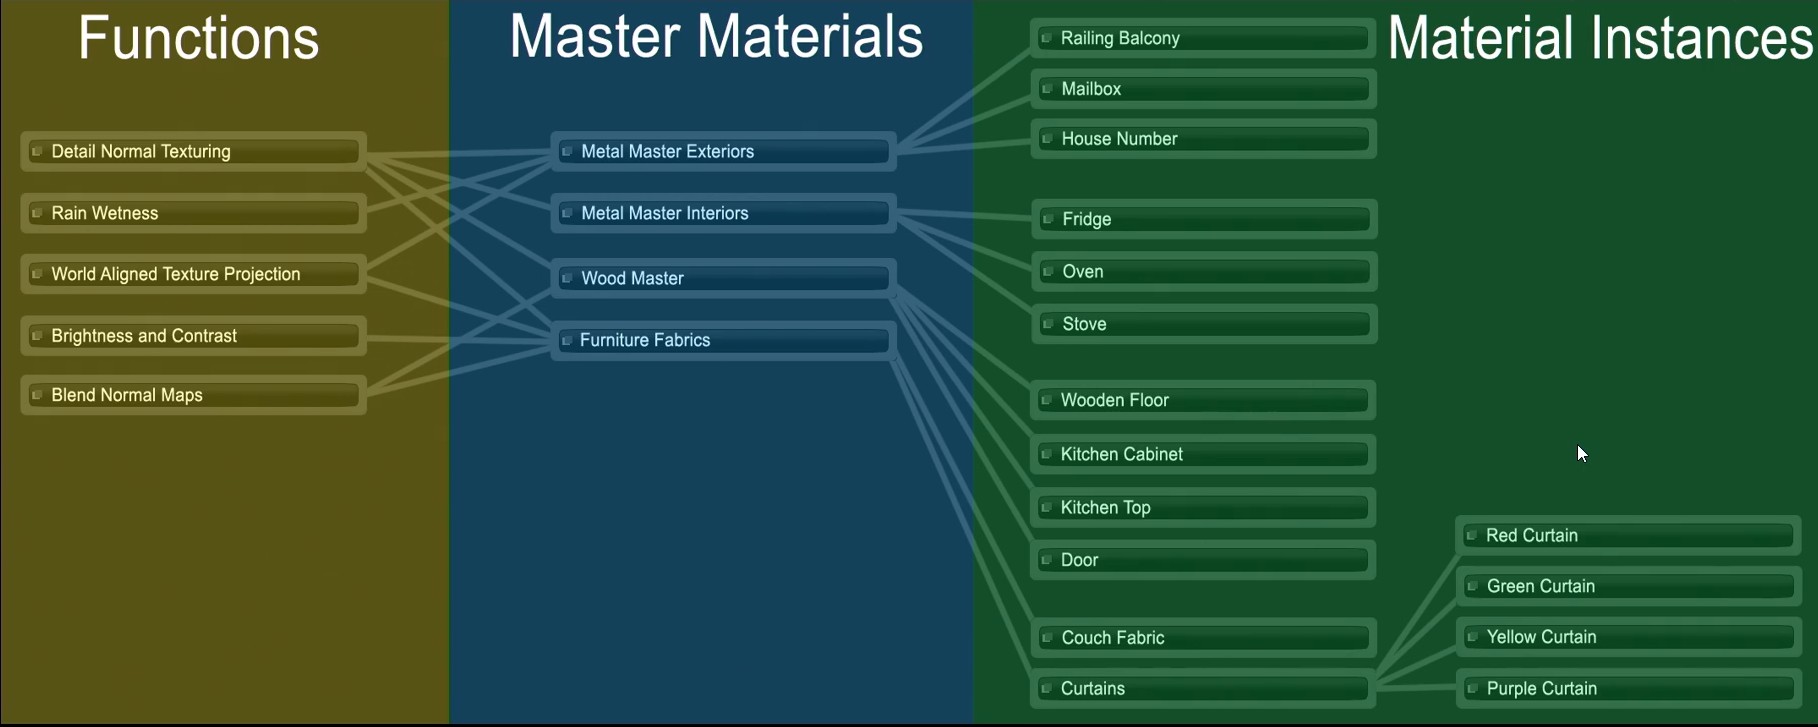 Functions
Detail Normal Texturing
Rain Wetness
World Aligned Texture Projection
Brightness and Contrast
Blend Normal Maps
Master Materials
Metal Master Exteriors
Metal Master Interiors
Wood Master
Furniture Fabrics
Material Instances
Railing Balcony
Mailbox
House Number
Fridge
Oven
Stove
Wooden Floor
Kitchen Cabinet
Kitchen Top
Door
Couch Fabric
Curtains
Red Curtain
Green Curtain
Yellow Curtain
Purple Curtain